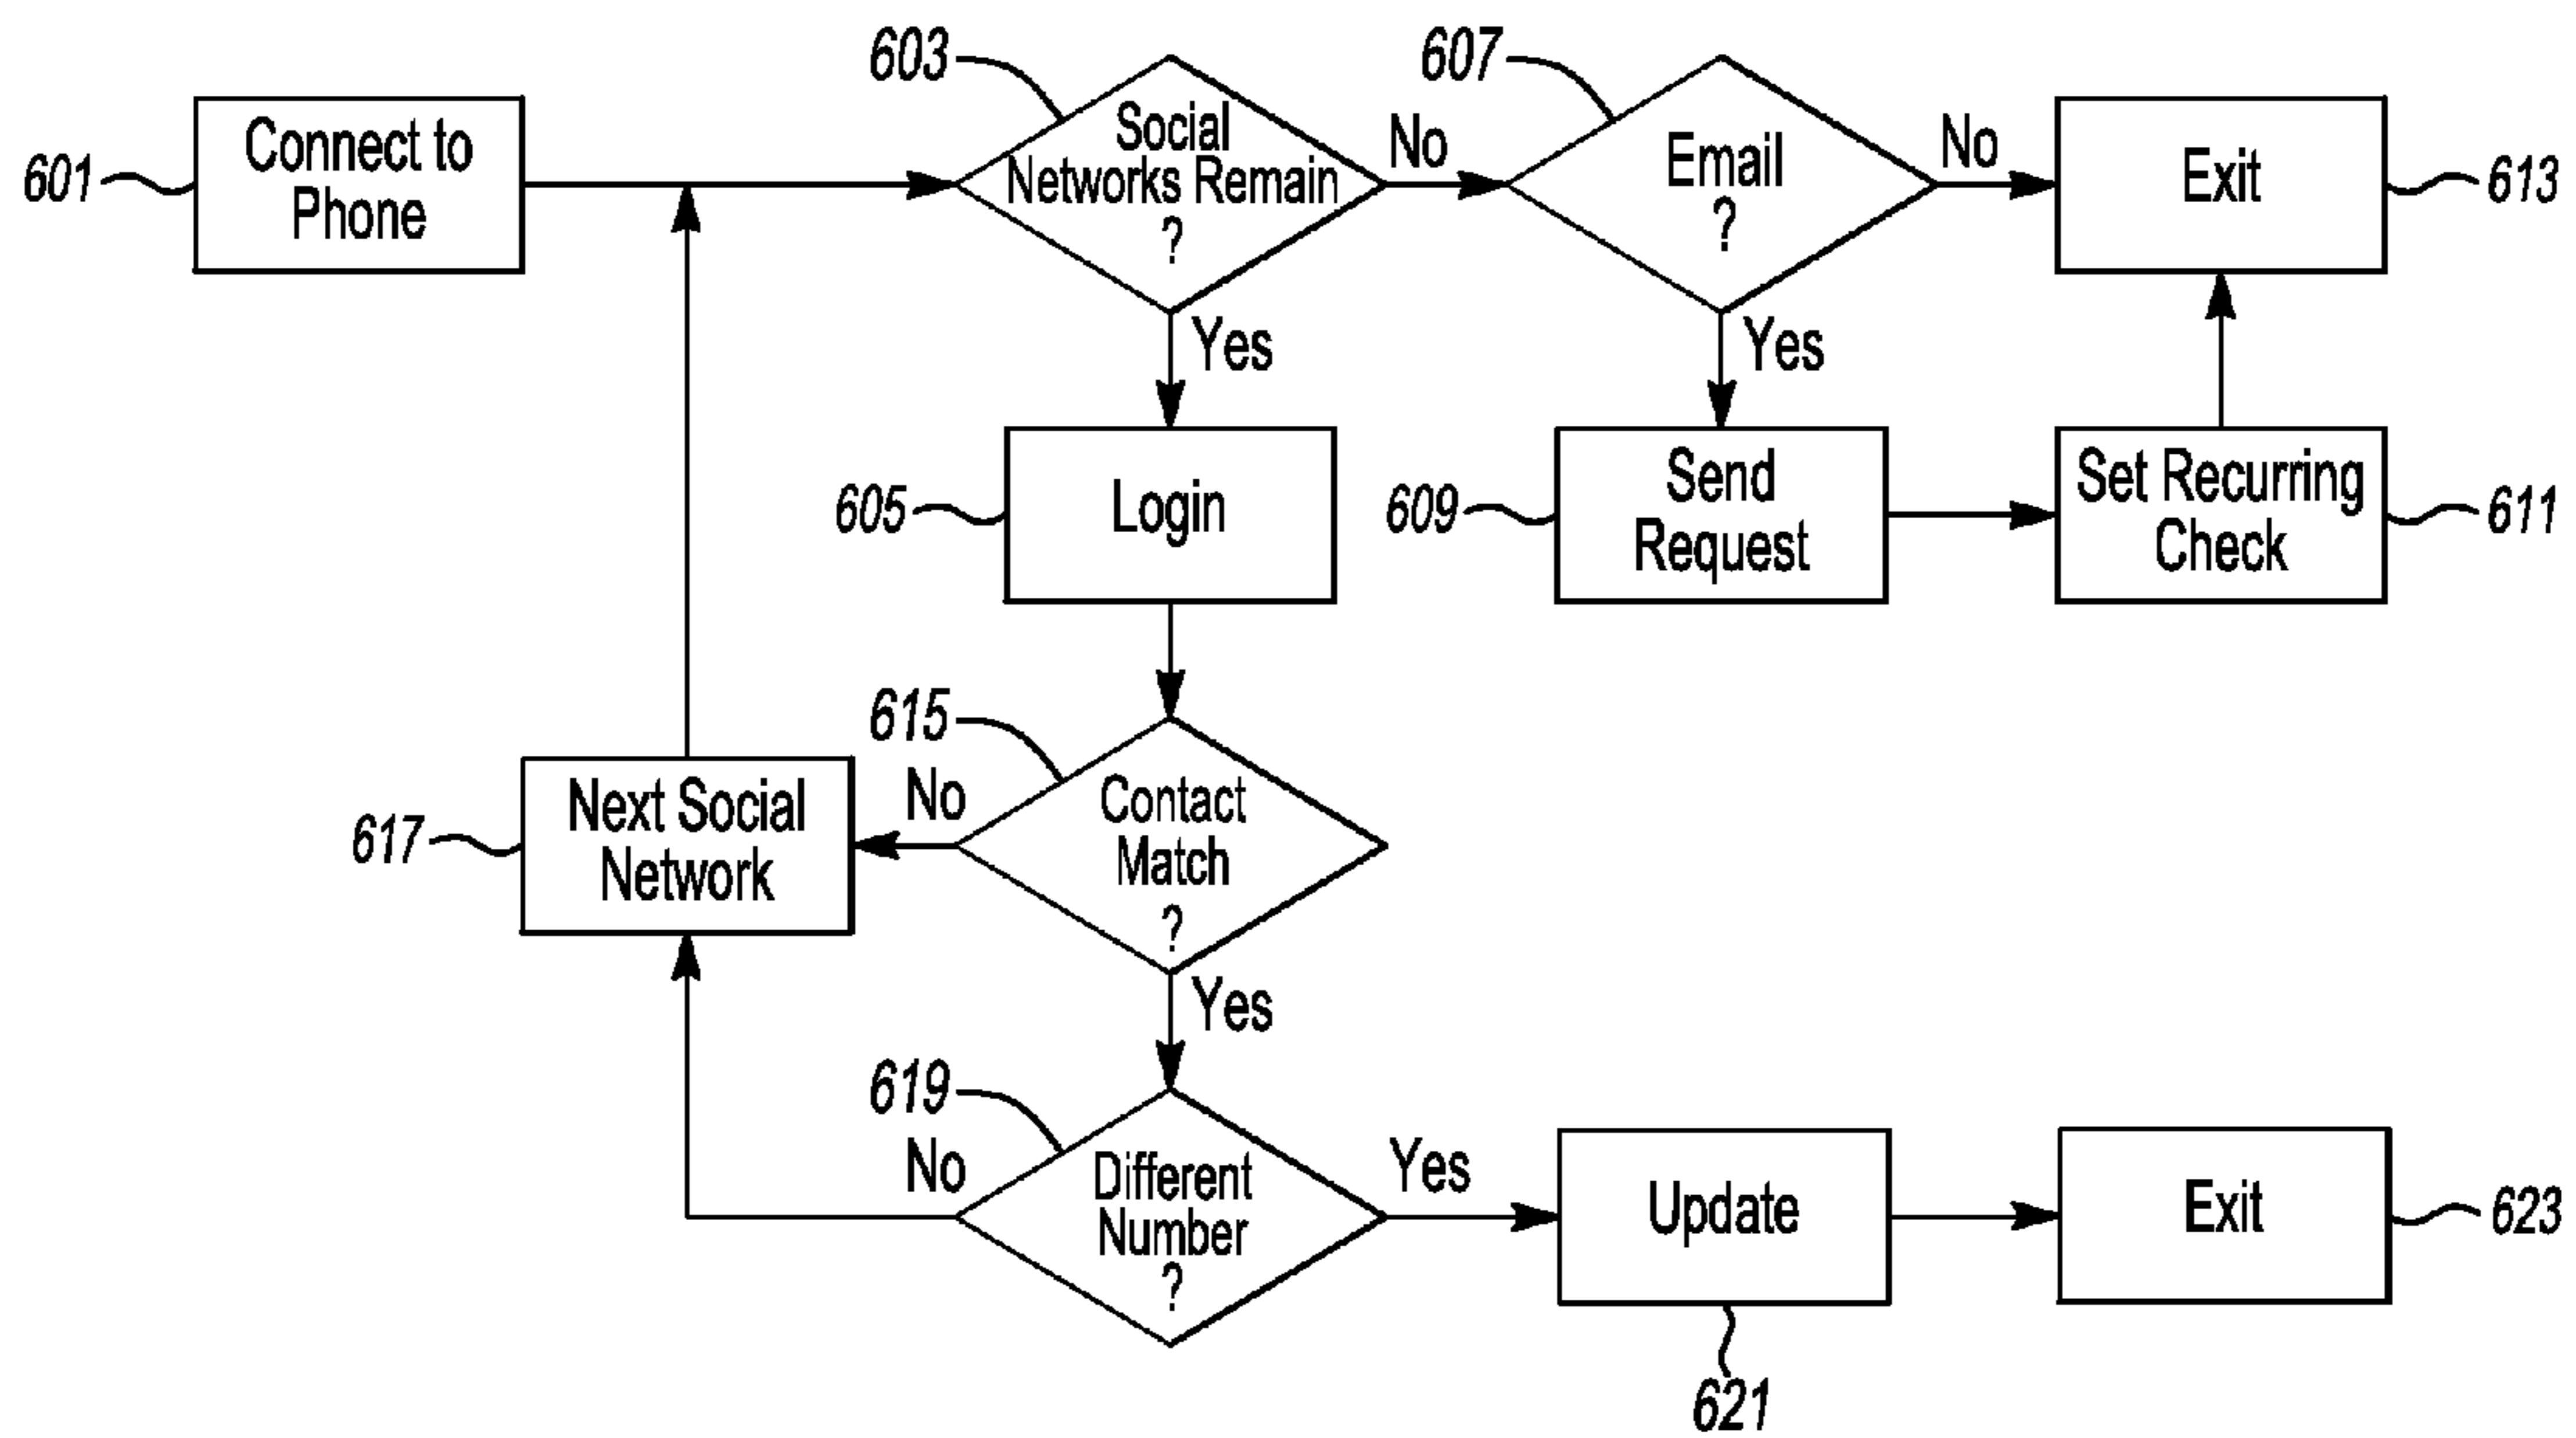 603
607
601
Connect to
Phone
Social
Networks Remain
?
No
Email
?
No
Exit
613
Yes
Yes
605
Login
609
Send
Request
Set Recurring
Check
611
615
617
Next Social
Network
No
Contact
Match
?
Yes
619
No
Different
Number
?
Yes
Update
Exit
623
621